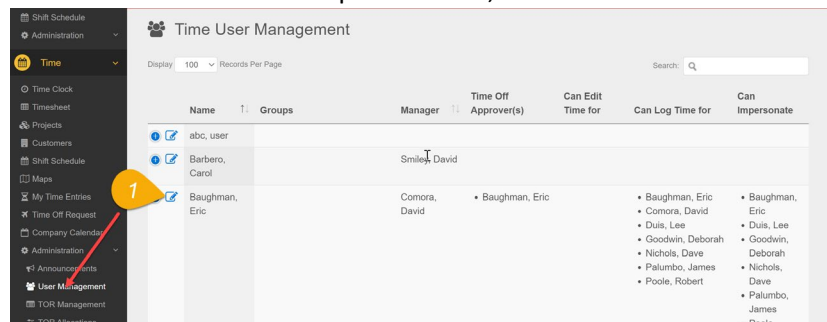 Shift Schedule
Administration
Time
Time Clock
Timesheet
Projects
Customers
Shift Schedule
Maps
My Time Entries
Time Off Request
Company Calendar
Administration
Announcements
User Management
TOR Management
TOR Allocations
1
Time User Management
Display 100 Records Per Page
Search:
Name Groups Manager Time Off Approver(s) Can Edit Time for Can Log Time for Can Impersonate
abc, user
Barbero, Carol Smiley, David
Baughman, Eric
Comora, David
• Baughman, Eric
• Baughman, Eric
• Comora, David
• Duis, Lee
• Goodwin, Deborah
• Nichols, Dave
• Palumbo, James
• Poole, Robert
• Baughman, Eric
• Duis, Lee
• Goodwin, Deborah
• Nichols, Dave
• Palumbo, James